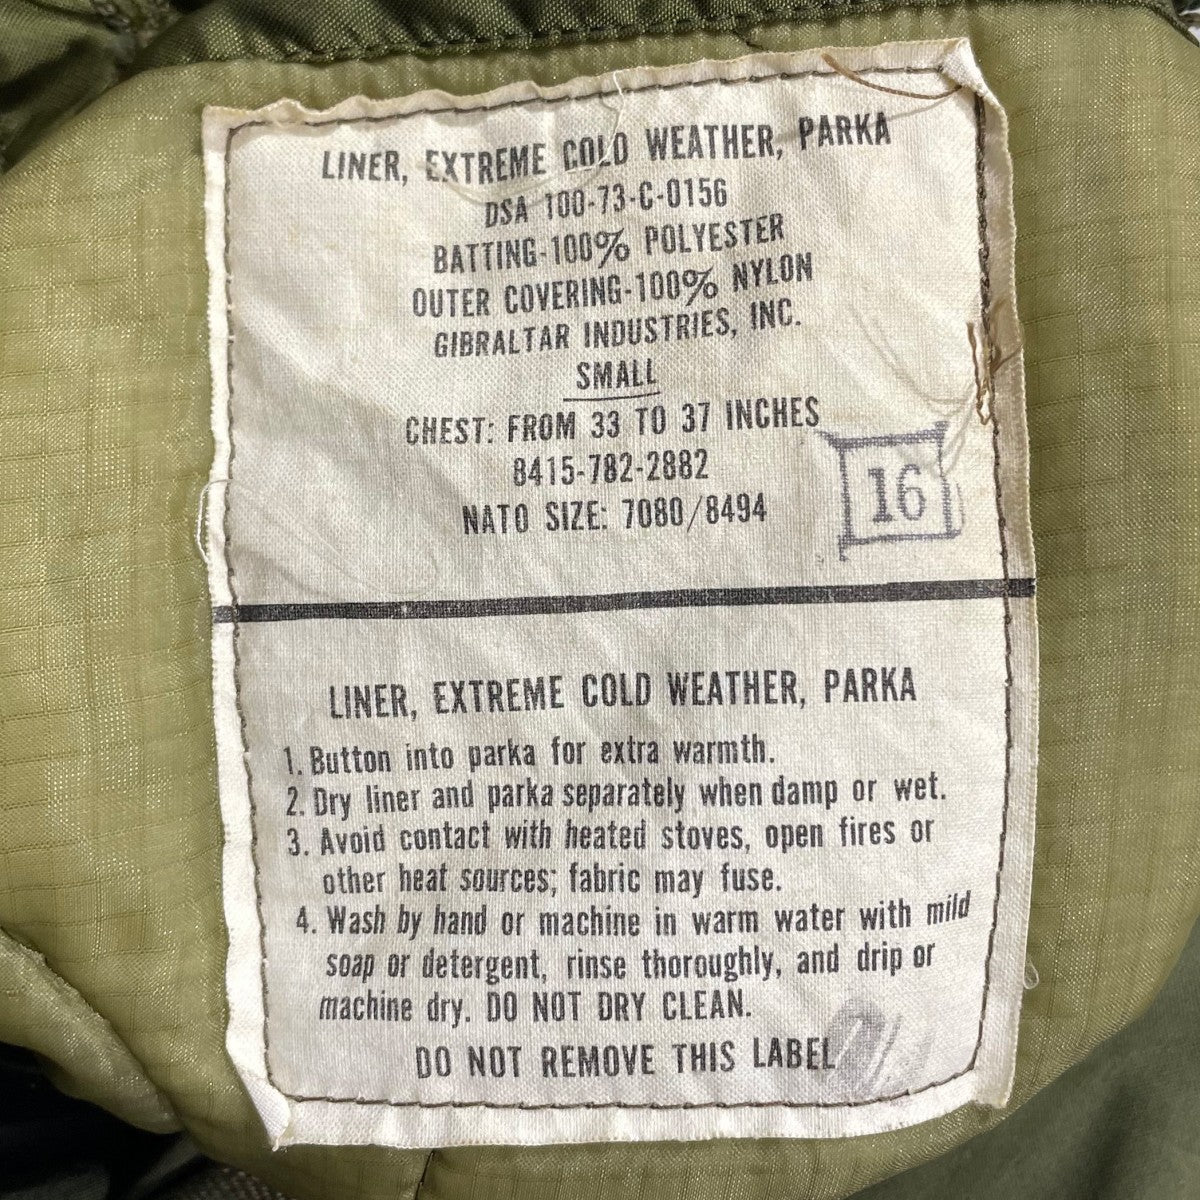 LINER, EXTREME COLD WEATHER, PARKA
DSA 100-73-C-0156
BATTING-100% POLYESTER
OUTER COVERING-100% NYLON
GIBRALTAR INDUSTRIES, INC.
SMALL
CHEST: FROM 33 TO 37 INCHES
8415-782-2882
NATO SIZE: 7080/8494
16
LINER, EXTREME COLD WEATHER, PARKA
1. Button into parka for extra warmth.
2. Dry liner and parka separately when damp or wet.
3. Avoid contact with heated stoves, open fires or
other heat sources; fabric may fuse.
4. Wash by hand or machine in warm water with mild
soap or detergent, rinse thoroughly, and drip or
machine dry. DO NOT DRY CLEAN.
DO NOT REMOVE THIS LABEL